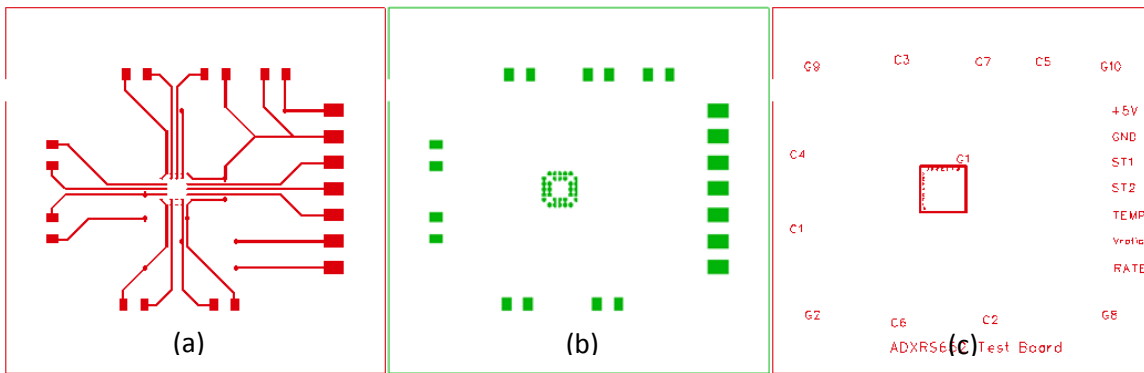 C3 C7 C5
G9 G10
+5V
GND
C4 G1 ST1
ST2
TEMP
C1
RATE
G2 C6 C2 G8
(a) (b) (c)
Test Board